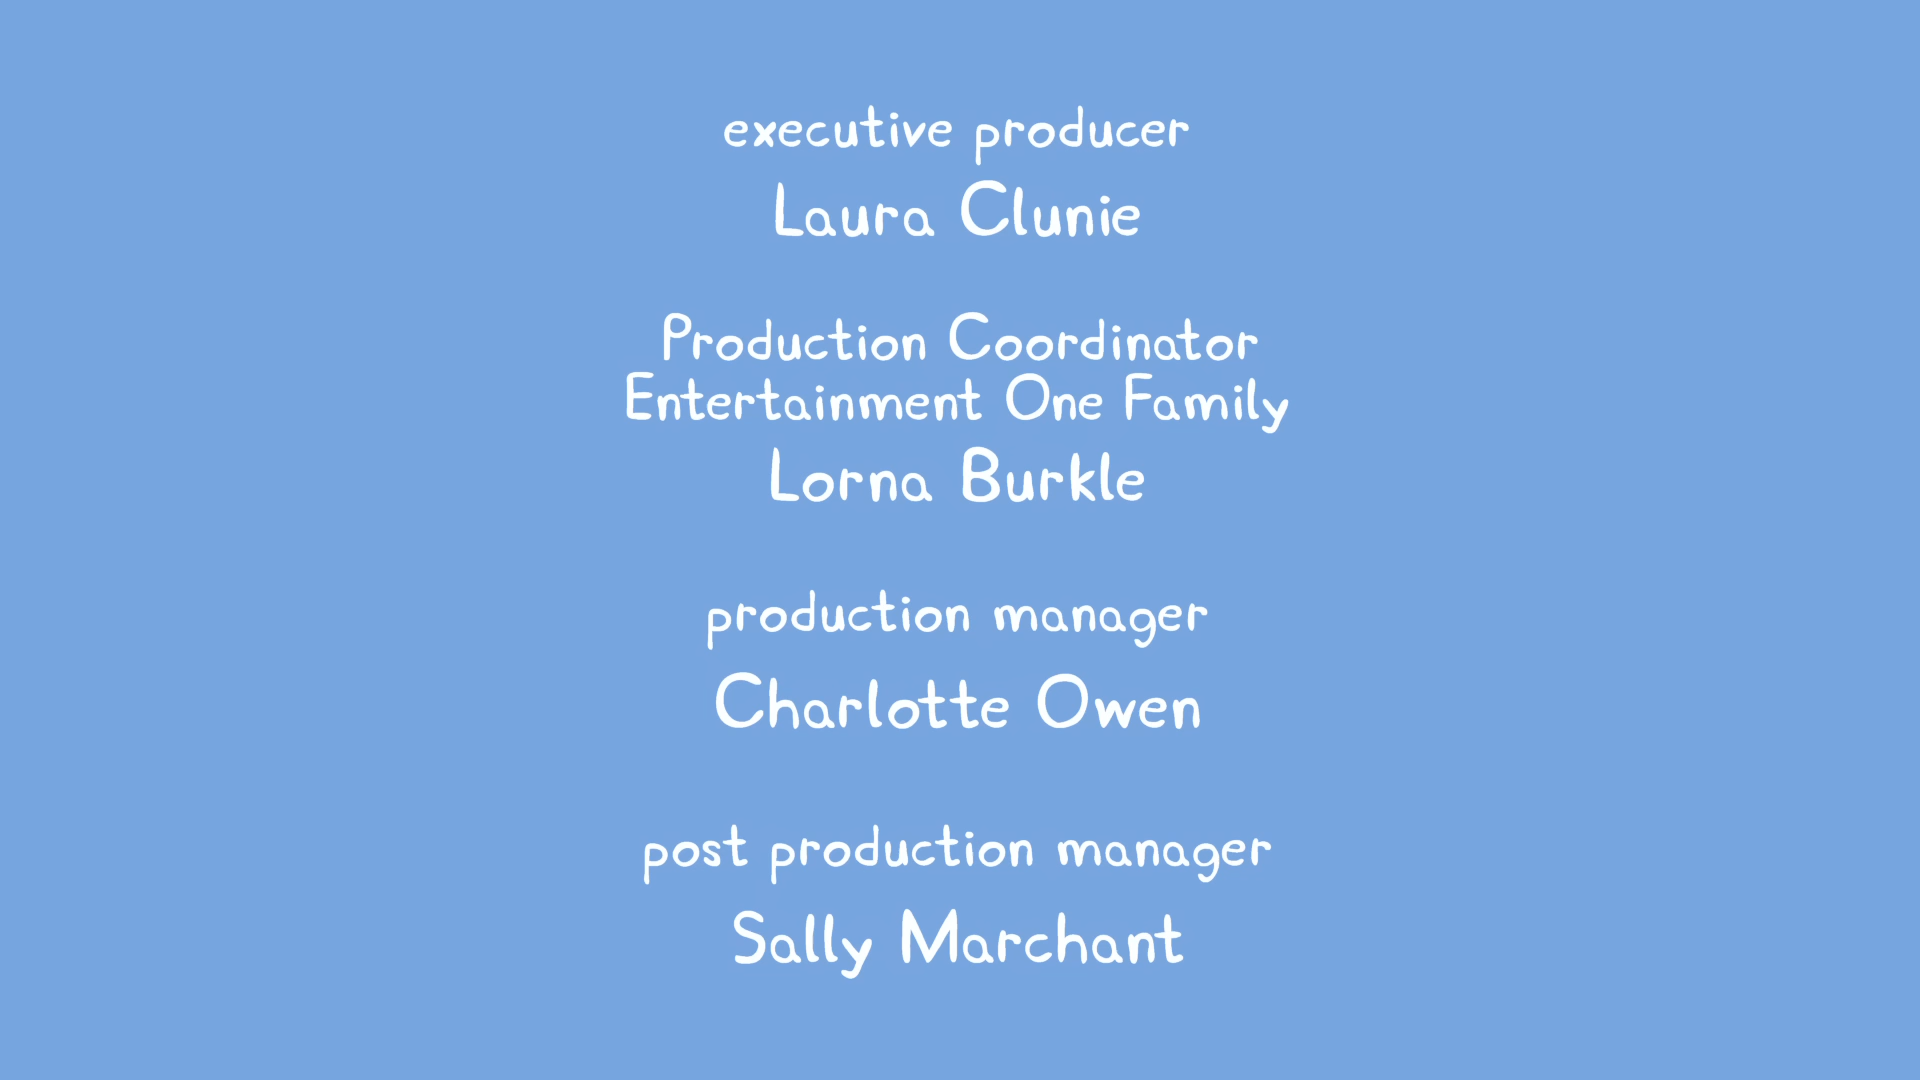 executive producer
Laura Clunie
Production Coordinator
Entertainment One Family
Lorna Burkle
production manager
Charlotte Owen
post production manager
Sally Marchant